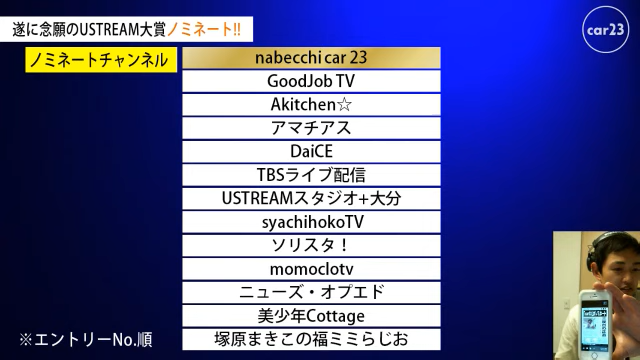 遂に念願のUSTREAM大賞ノミネート!!
car23
ノミネートチャンネル
nabecchi car 23
GoodJob TV
Akitchen☆
アマチアス
DaiCE
TBSライブ配信
USTREAMスタジオ+大分
syachihokoTV
ソリスタ！
momoclotv
ニューズ・オプエド
美少年Cottage
塚原まきこの福ミミらじお
※エントリーNo.順